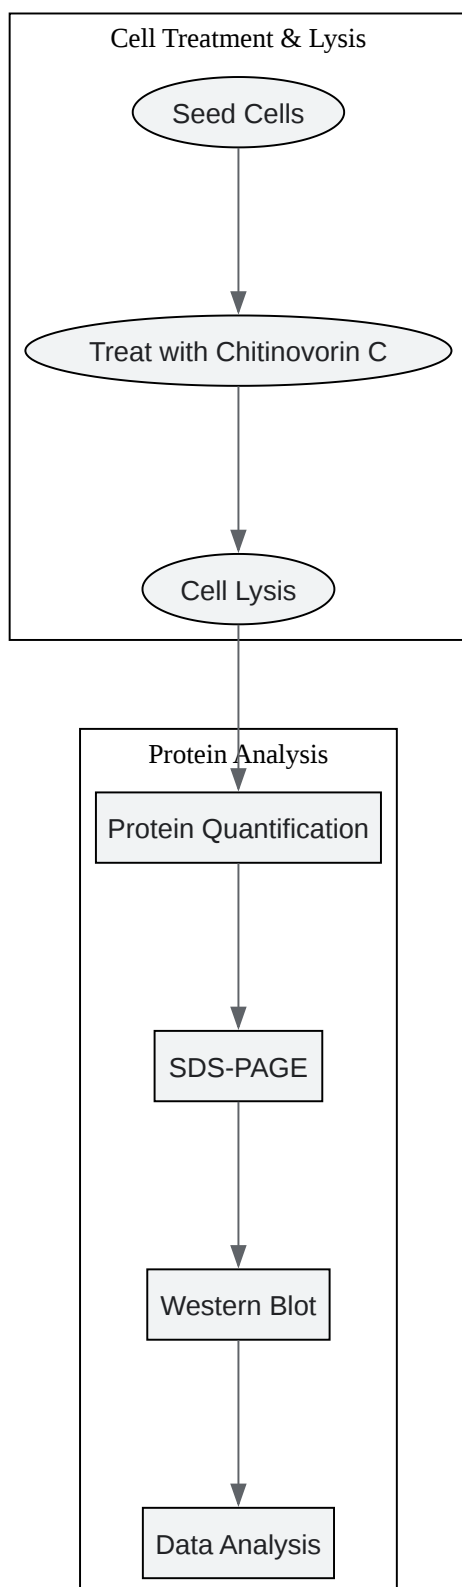 Cell Treatment & Lysis
Seed Cells
Treat with Chitinovorin C
Cell Lysis
Protein Analysis
Protein Quantification
SDS-PAGE
Western Blot
Data Analysis